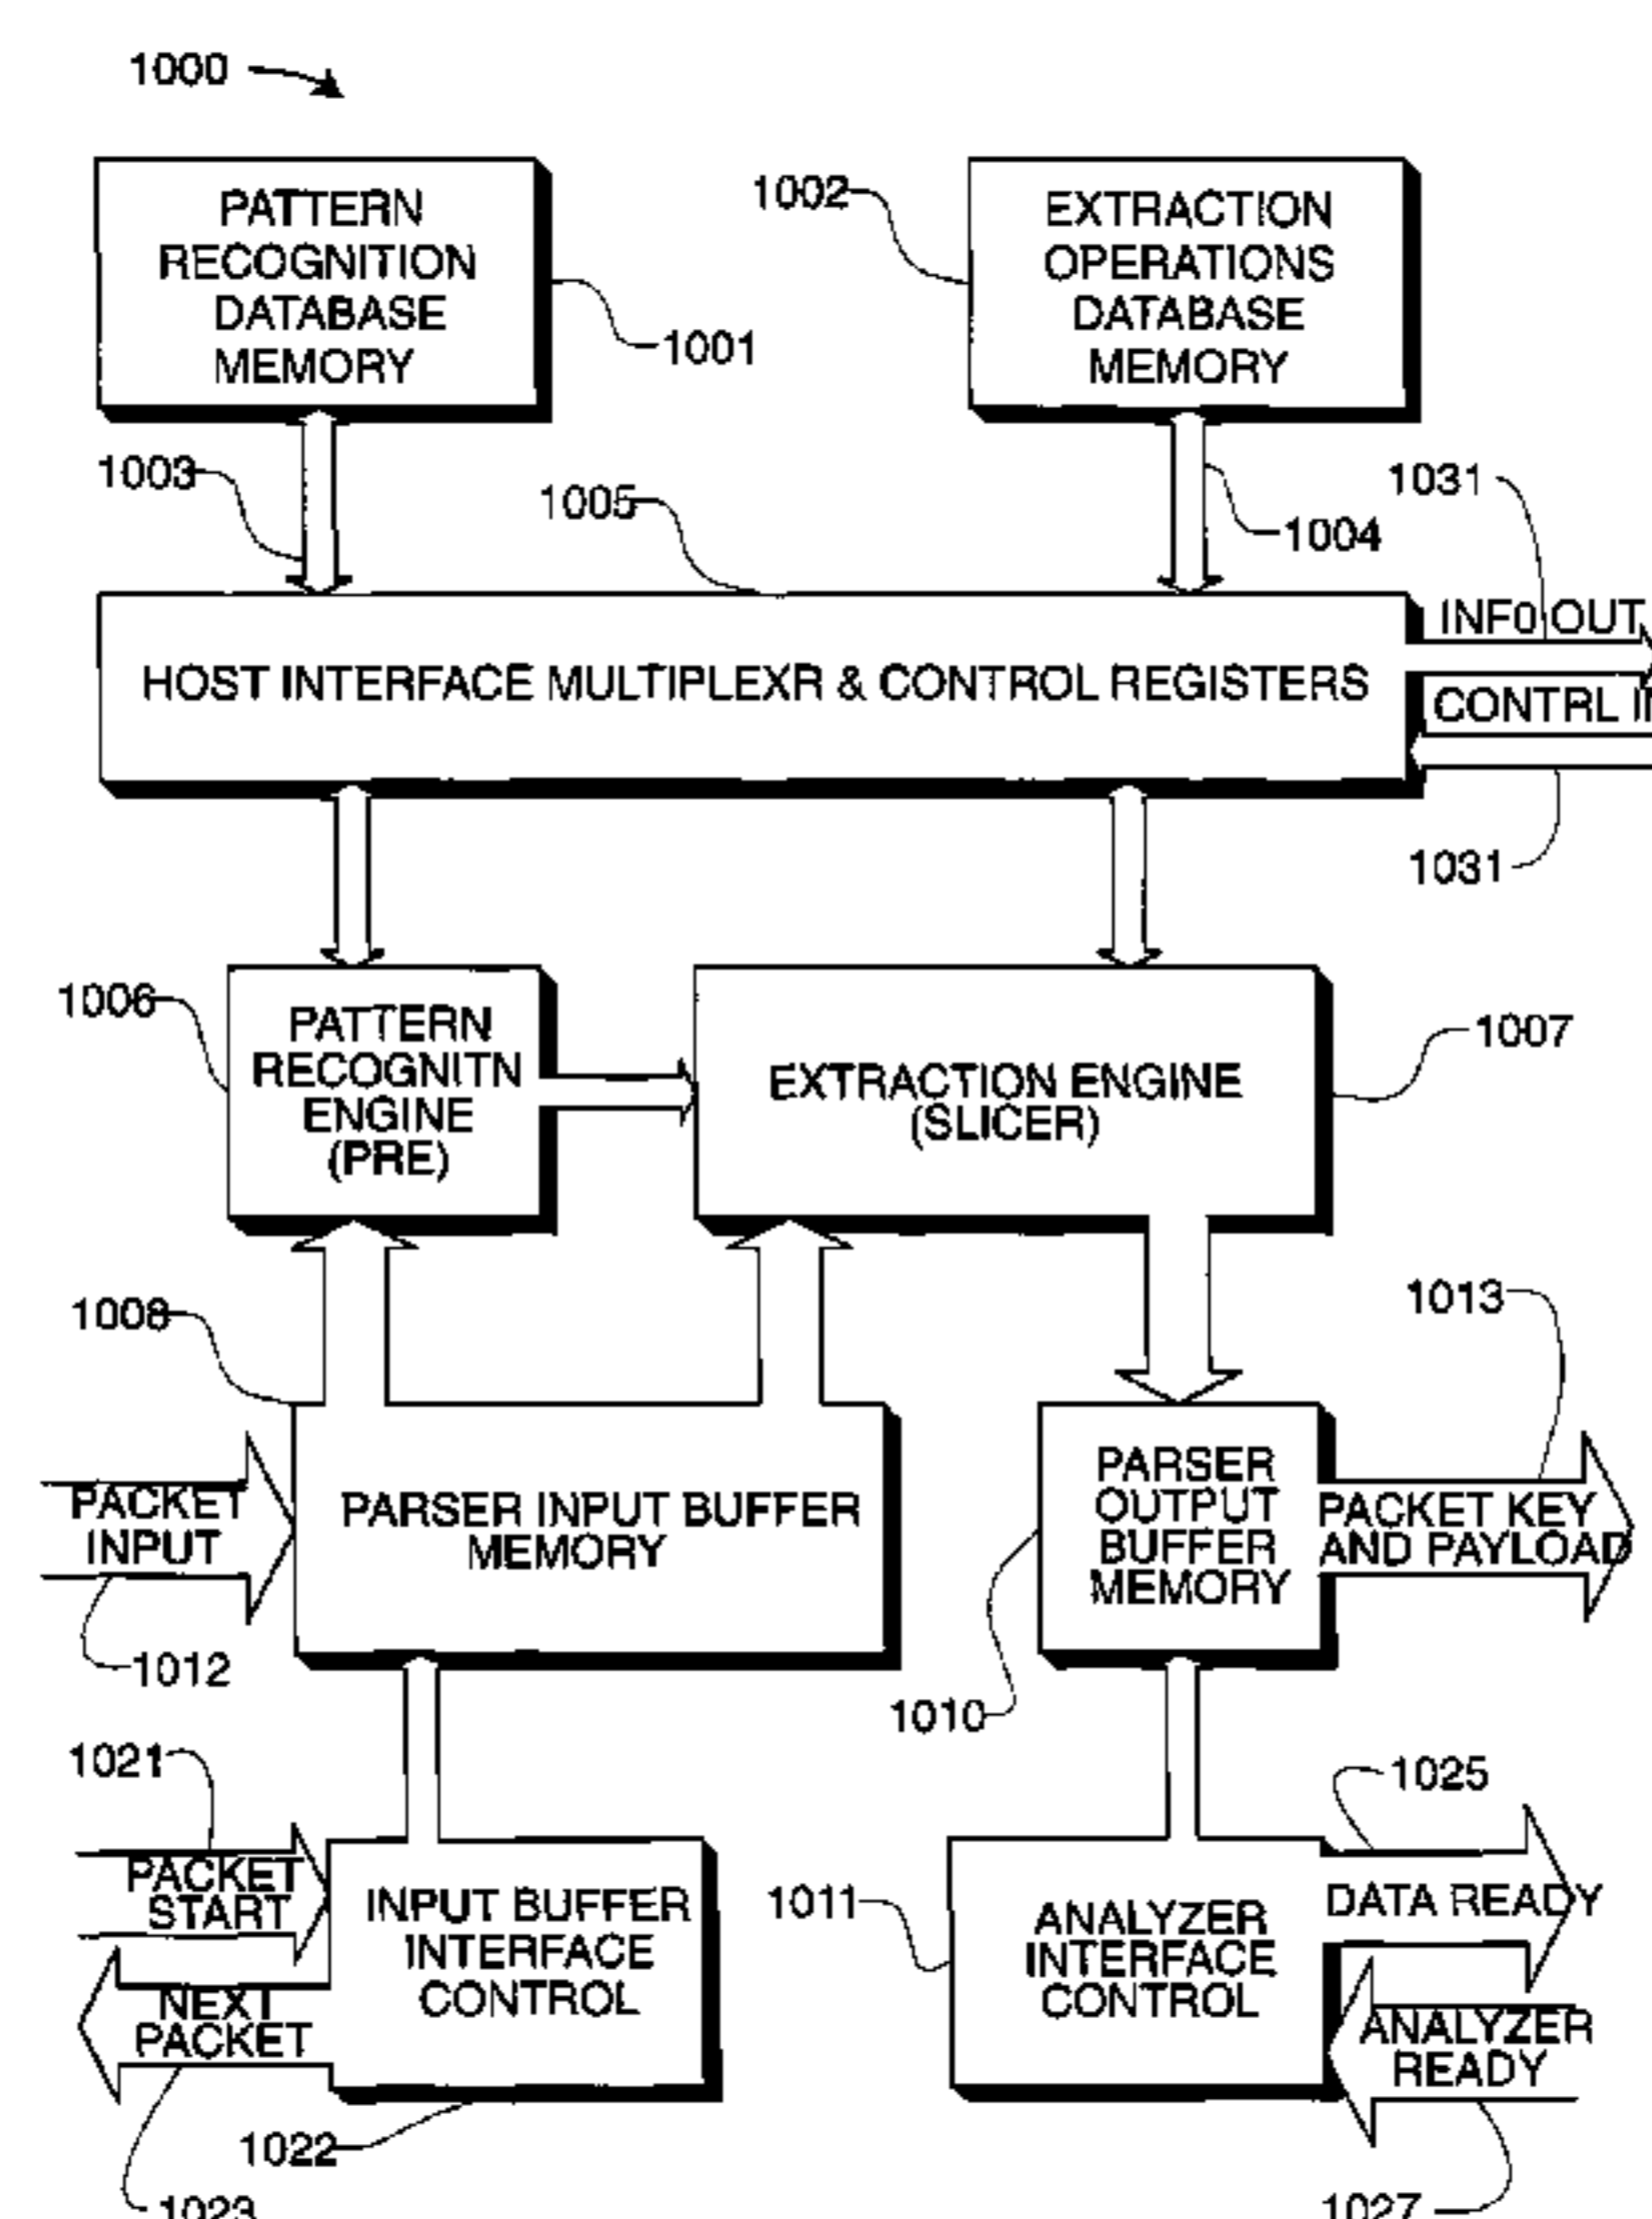 1000
PATTERN
RECOGNITION
DATABASE
MEMORY
1001
1002
EXTRACTION
OPERATIONS
DATABASE
MEMORY
1003
1005
1004
1031
INFO OUT
HOST INTERFACE MULTIPLEXR & CONTROL REGISTERS
CONTRL IN
1031
1006
PATTERN
RECOGNITN
ENGINE
(PRE)
EXTRACTION ENGINE
(SLICER)
1007
1008
1013
PACKET
INPUT
PARSER INPUT BUFFER
MEMORY
PARSER
OUTPUT
BUFFER
MEMORY
PACKET KEY
AND PAYLOAD
1012
1010
1021
1025
PACKET
START
INPUT BUFFER
INTERFACE
CONTROL
NEXT
PACKET
1011
ANALYZER
INTERFACE
CONTROL
DATA READY
ANALYZER
READY
1022
1023
1027